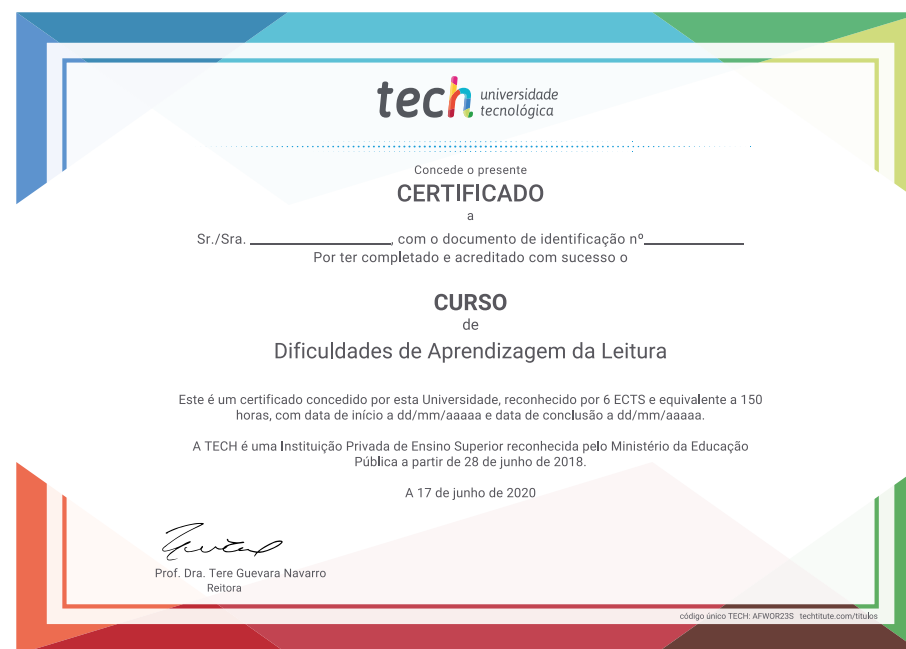 tech universidade
tecnológica
Concede o presente
CERTIFICADO
a
Sr./Sra. ________________, com o documento de identificação nº____________
Por ter completado e acreditado com sucesso o
CURSO
de
Dificuldades de Aprendizagem da Leitura
Este é um certificado concedido por esta Universidade, reconhecido por 6 ECTS e equivalente a 150
horas, com data de início a dd/mm/aaaaa e data de conclusão a dd/mm/aaaaa.
A TECH é uma Instituição Privada de Ensino Superior reconhecida pelo Ministério da Educação
Pública a partir de 28 de junho de 2018.
A 17 de junho de 2020
Prof. Dra. Tere Guevara Navarro
Reitora
código único TECH: AFWOR23S techtitute.com/titulos